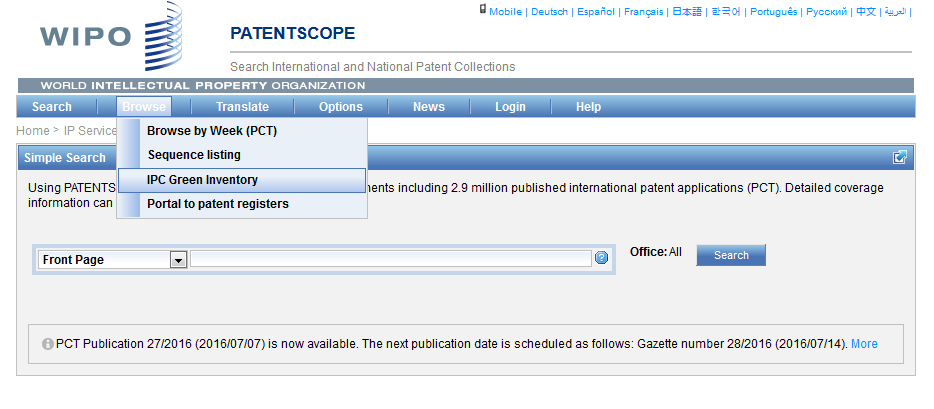 Mobile | Deutsch | Español | Français | 日本語 | 한국어 | Português | Русский | 中文 | العربية |
WIPO
PATENTSCOPE
Search International and National Patent Collections
WORLD INTELLECTUAL PROPERTY ORGANIZATION
Search Browse Translate Options News Login Help
Home > IP Service
Browse by Week (PCT)
Sequence listing
IPC Green Inventory
Portal to patent registers
Simple Search
Using PATENTS ments including 2.9 million published international patent applications (PCT). Detailed coverage
information can
Front Page
Office: All Search
PCT Publication 27/2016 (2016/07/07) is now available. The next publication date is scheduled as follows: Gazette number 28/2016 (2016/07/14). More